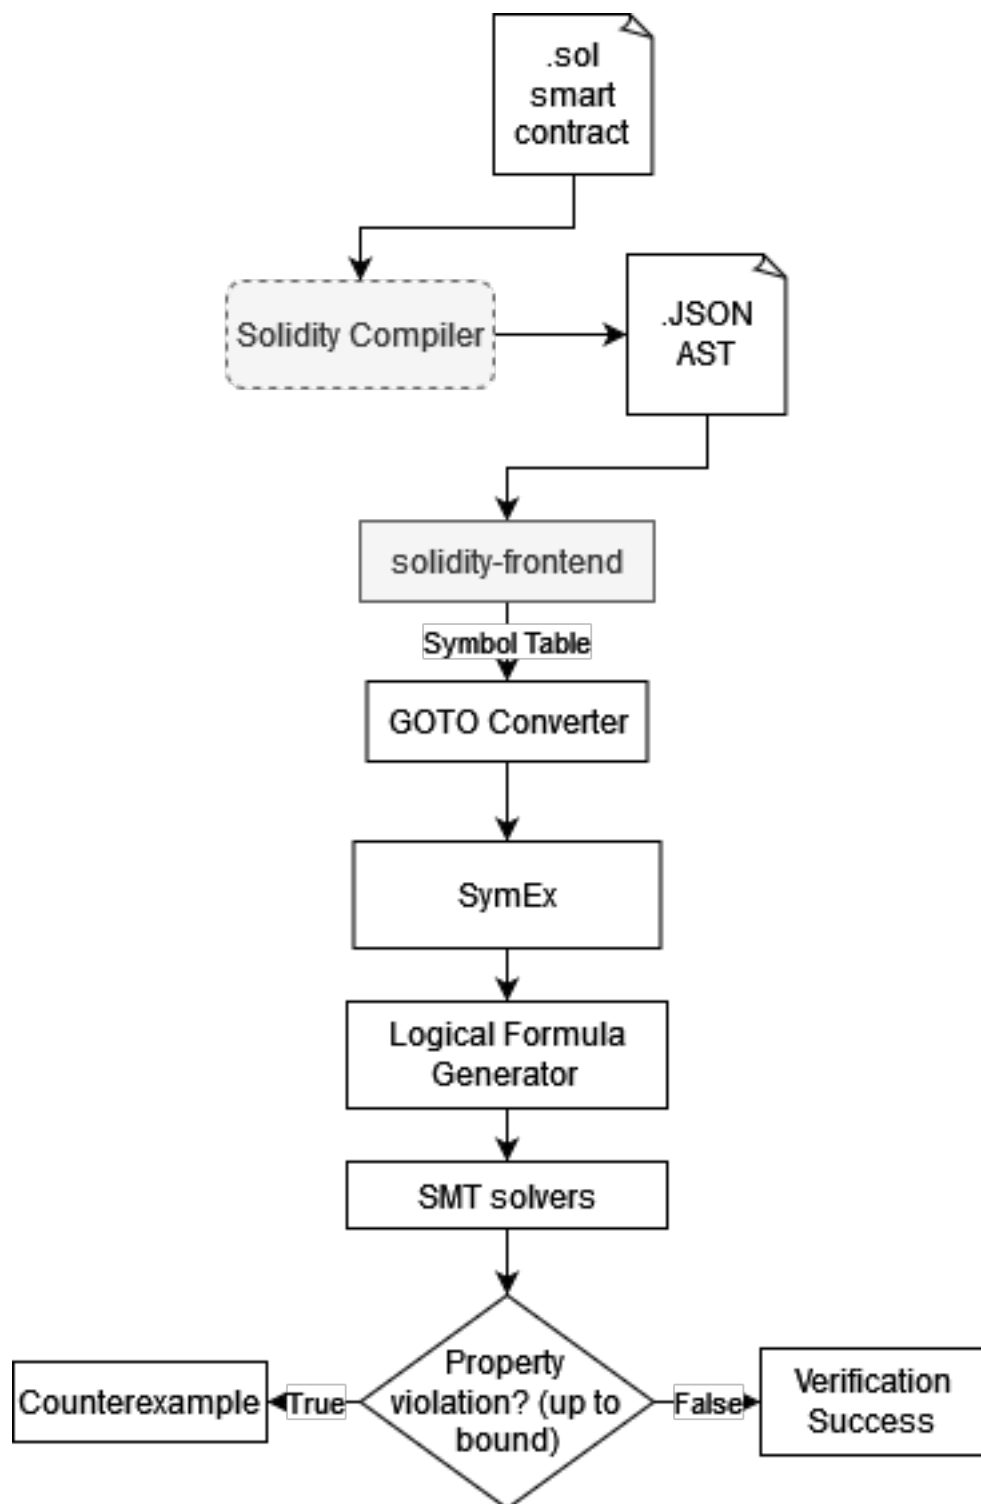 .sol
smart
contract
Solidity Compiler
.JSON
AST
solidity-frontend
Symbol Table
GOTO Converter
SymEx
Logical Formula
Generator
SMT solvers
Property
violation? (up to
bound)
Counterexample
True
False
Verification
Success